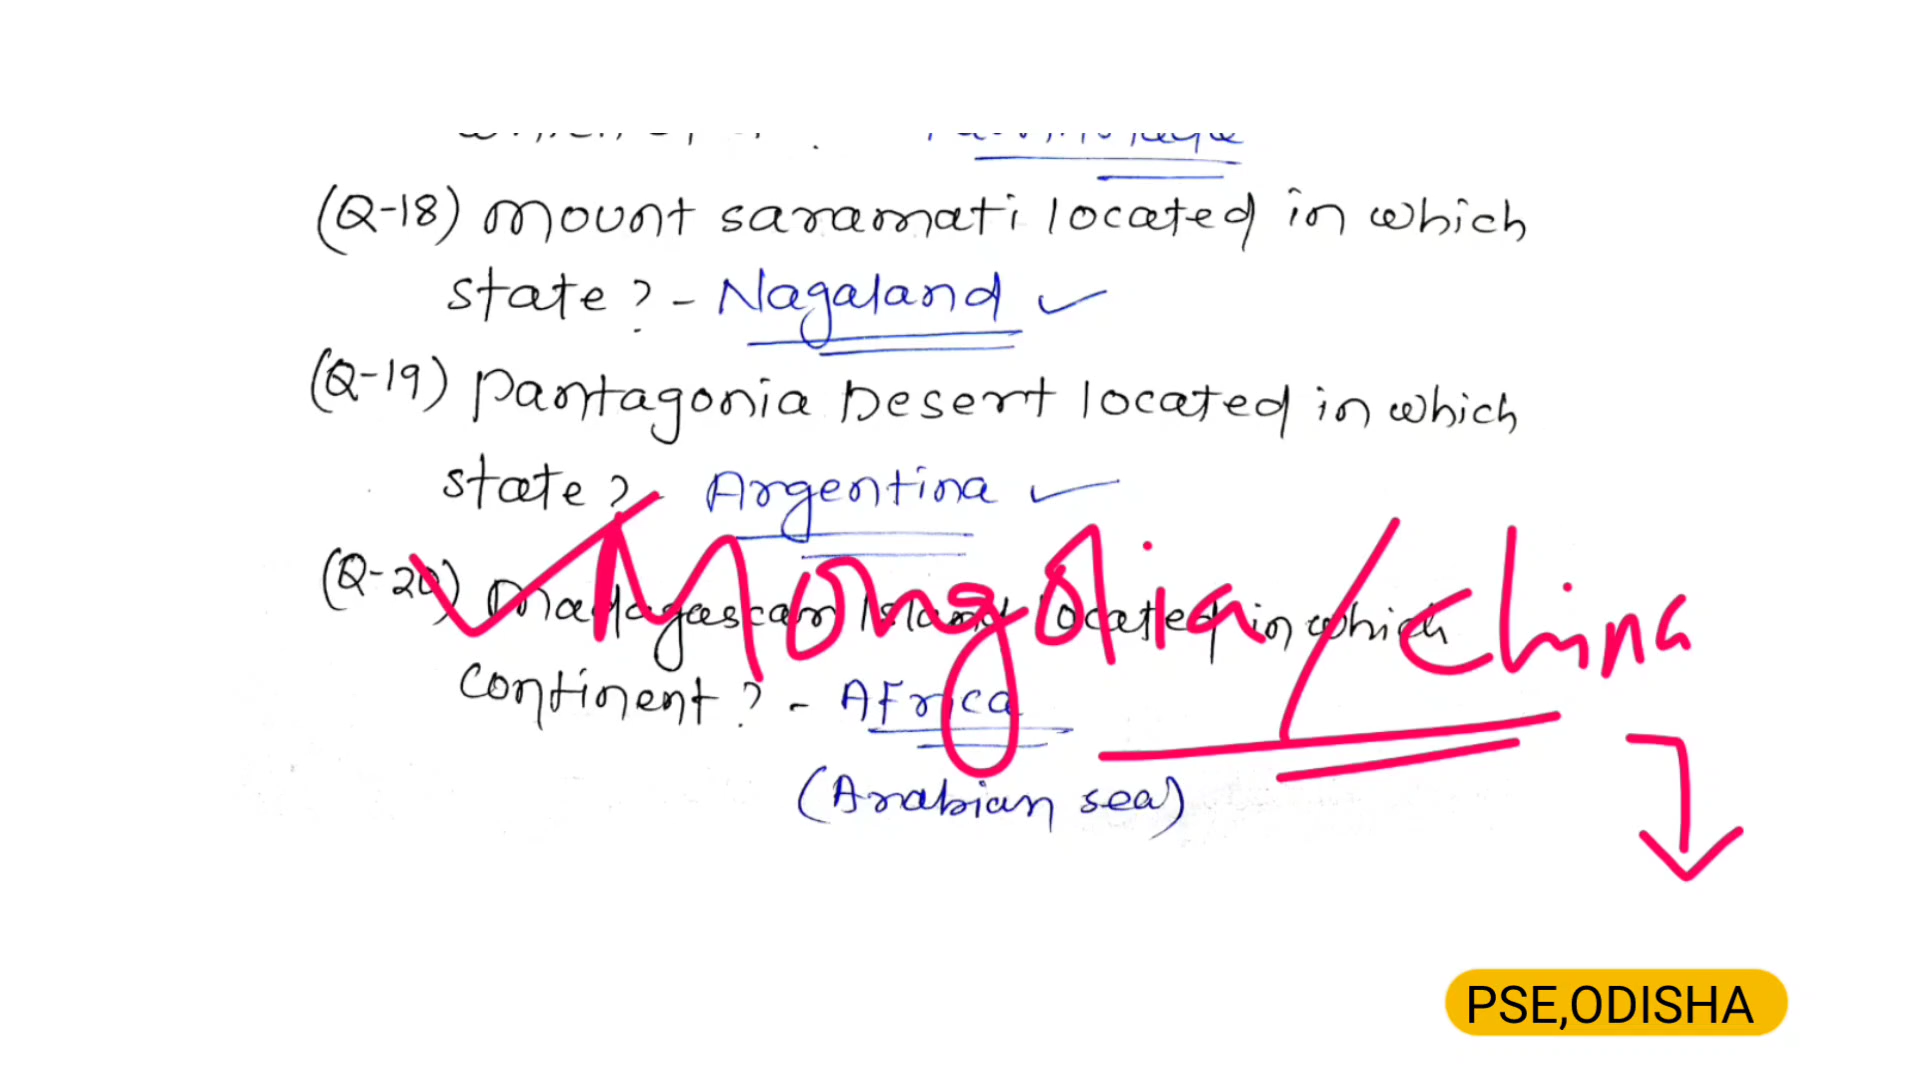 (Q-18) Mount saramati located in which
state ? - Nagaland ✓
(Q-19) Pantagonia Desert located in which
state ? - Argentina ✓
Mongolia / China
(Q-20) Madagascar Island located in which
continent ? - AFrica
(Arabian sea)
PSE,ODISHA